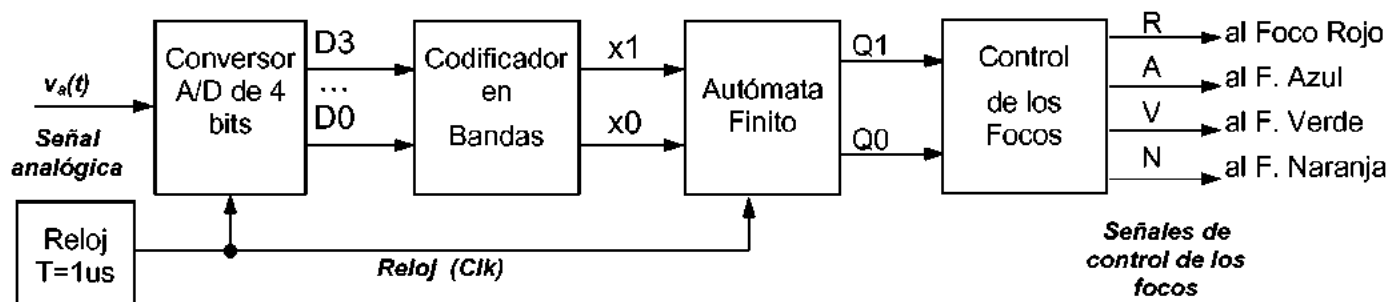 vₐ(t)
Señal
analógica
Conversor
A/D de 4
bits
D3
...
D0
Codificador
en
Bandas
x1
x0
Autómata
Finito
Q1
Q0
Control
de los
Focos
R
al Foco Rojo
A
al F. Azul
V
al F. Verde
N
al F. Naranja
Reloj
T=1us
Reloj (Clk)
Señales de
control de los
focos